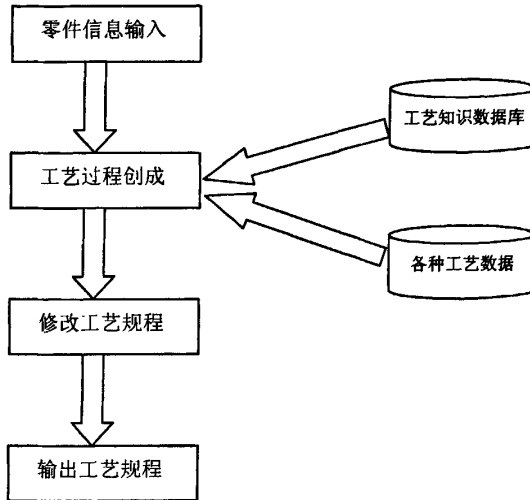 零件信息输入
工艺知识数据库
工艺过程创成
各种工艺数据
修改工艺规程
输出工艺规程